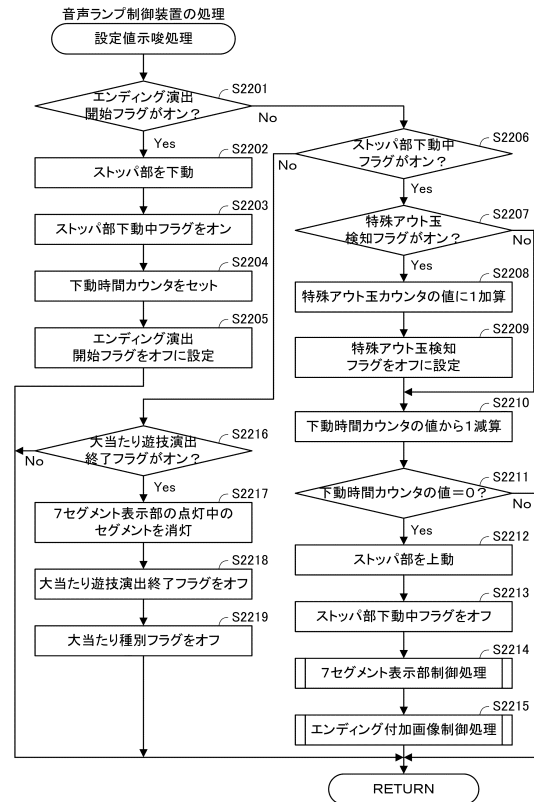 音声ランプ制御装置の処理
設定値示唆処理
S2201
エンディング演出
開始フラグがオン？
No
Yes
S2202
ストッパ部を下動
S2203
ストッパ部下動中フラグをオン
S2204
下動時間カウンタをセット
S2205
エンディング演出
開始フラグをオフに設定
S2206
ストッパ部下動中
フラグがオン？
No
Yes
S2207
特殊アウト玉
検知フラグがオン？
No
Yes
S2208
特殊アウト玉カウンタの値に１加算
S2209
特殊アウト玉検知
フラグをオフに設定
S2210
下動時間カウンタの値から１減算
S2211
下動時間カウンタの値＝０？
No
Yes
S2212
ストッパ部を上動
S2213
ストッパ部下動中フラグをオフ
S2214
７セグメント表示部制御処理
S2215
エンディング付加画像制御処理
S2216
大当たり遊技演出
終了フラグがオン？
No
Yes
S2217
７セグメント表示部の点灯中の
セグメントを消灯
S2218
大当たり遊技演出終了フラグをオフ
S2219
大当たり種別フラグをオフ
RETURN